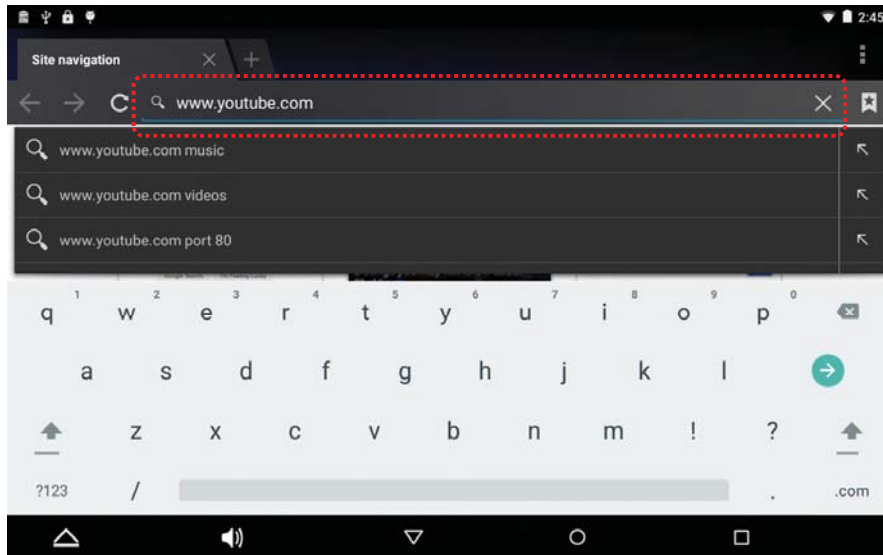 2:45
Site navigation
www.youtube.com
www.youtube.com music
www.youtube.com videos
www.youtube.com port 80
1 2 3 4 5 6 7 8 9 0
q w e r t y u i o p
a s d f g h j k l
z x c v b n m ! ?
?123 / . .com